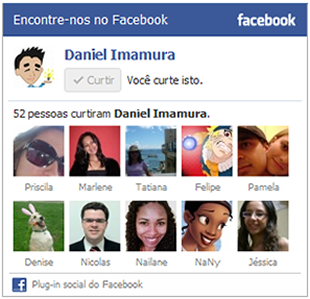 Encontre-nos no Facebook facebook
Daniel Imamura
Curtir Você curte isto.
52 pessoas curtiram Daniel Imamura.
Priscila Marlene Tatiana Felipe Pamela
Denise Nicolas Nailane NaNy Jéssica
f Plug-in social do Facebook